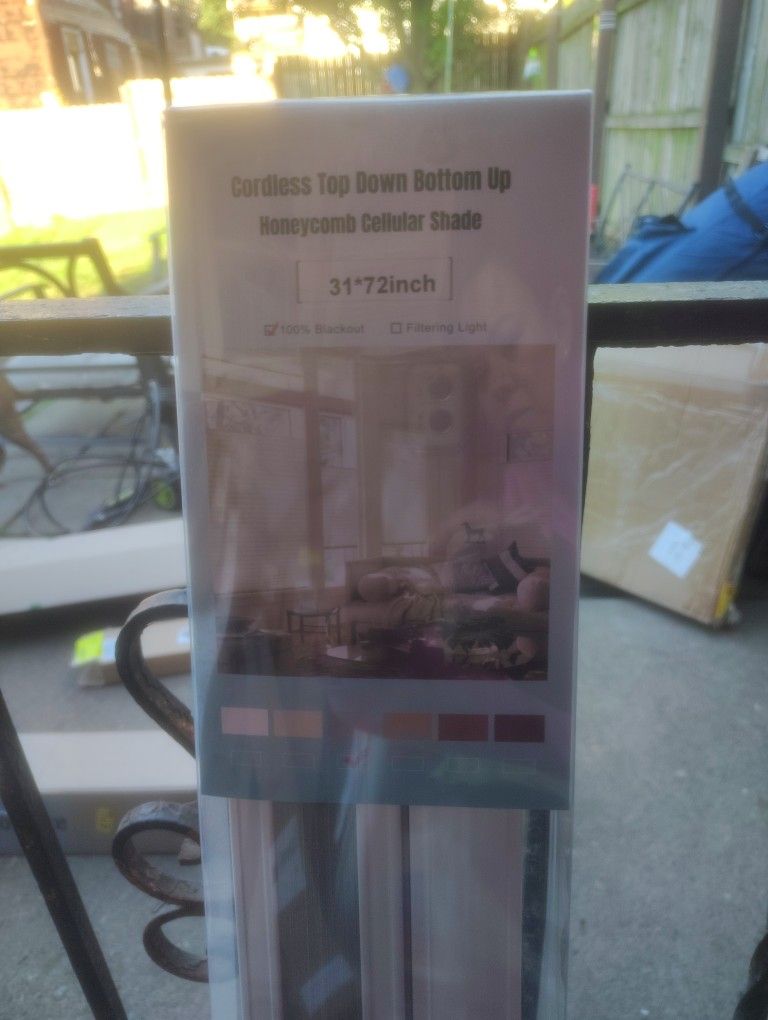 Cordless Top Down Bottom Up
Honeycomb Cellular Shade
31*72inch
100% Blackout Filtering Light